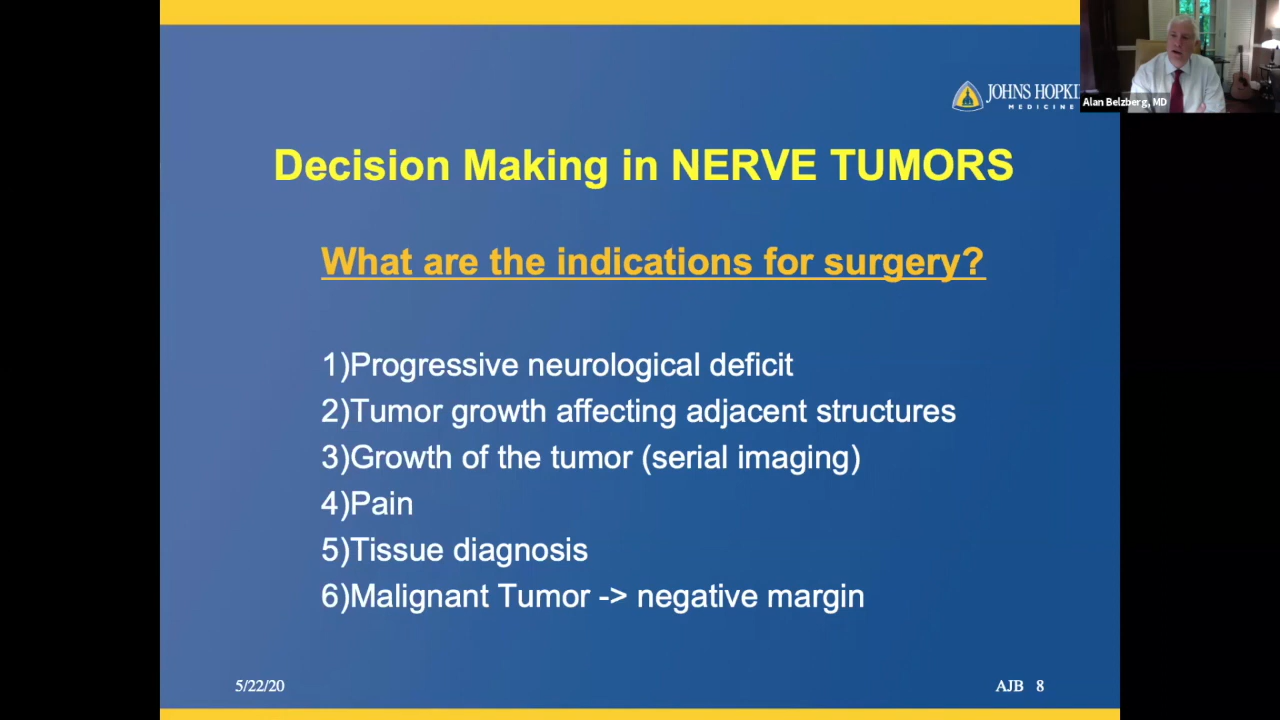 JOHNS HOPKI
MEDICINE
Alan Belzberg, MD
Decision Making in NERVE TUMORS
What are the indications for surgery?
1)Progressive neurological deficit
2)Tumor growth affecting adjacent structures
3)Growth of the tumor (serial imaging)
4)Pain
5)Tissue diagnosis
6)Malignant Tumor -> negative margin
5/22/20
AJB 8